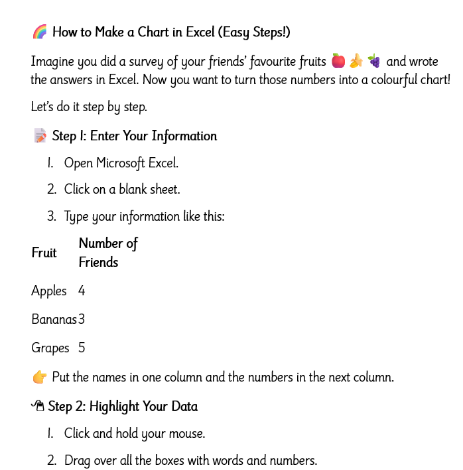 🌈 How to Make a Chart in Excel (Easy Steps!)
Imagine you did a survey of your friends' favourite fruits 🍎 🍌 🍇 and wrote
the answers in Excel. Now you want to turn those numbers into a colourful chart!
Let's do it step by step.
📝 Step 1: Enter Your Information
1. Open Microsoft Excel.
2. Click on a blank sheet.
3. Type your information like this:
Fruit Number of
Friends
Apples 4
Bananas 3
Grapes 5
👉 Put the names in one column and the numbers in the next column.
🖱 Step 2: Highlight Your Data
1. Click and hold your mouse.
2. Drag over all the boxes with words and numbers.